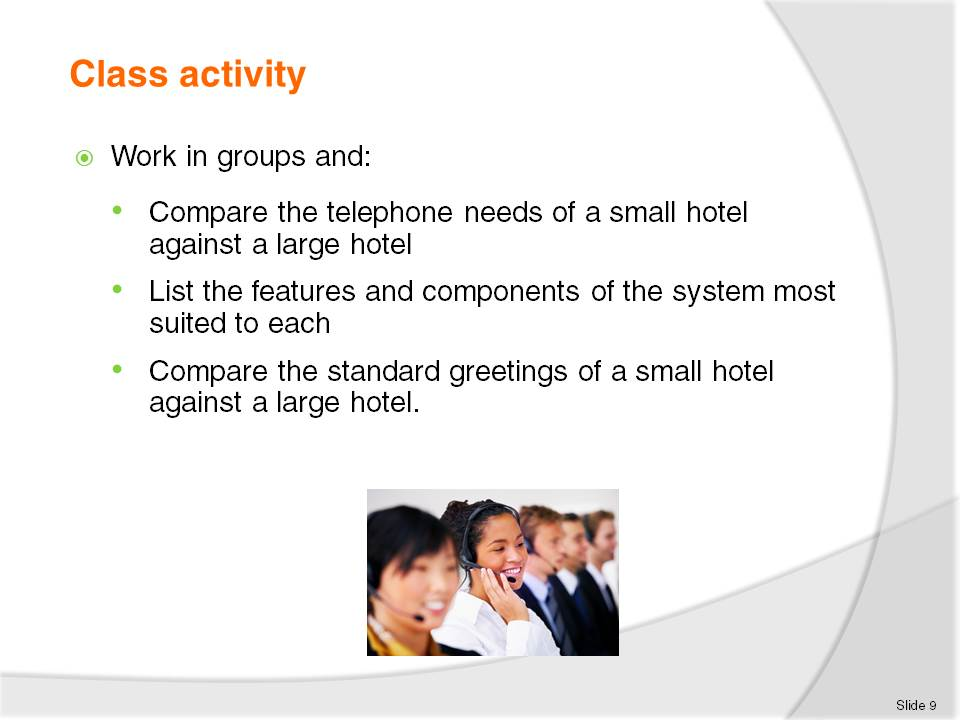 Class activity
Work in groups and:
• Compare the telephone needs of a small hotel
against a large hotel
• List the features and components of the system most
suited to each
• Compare the standard greetings of a small hotel
against a large hotel.
Slide 9